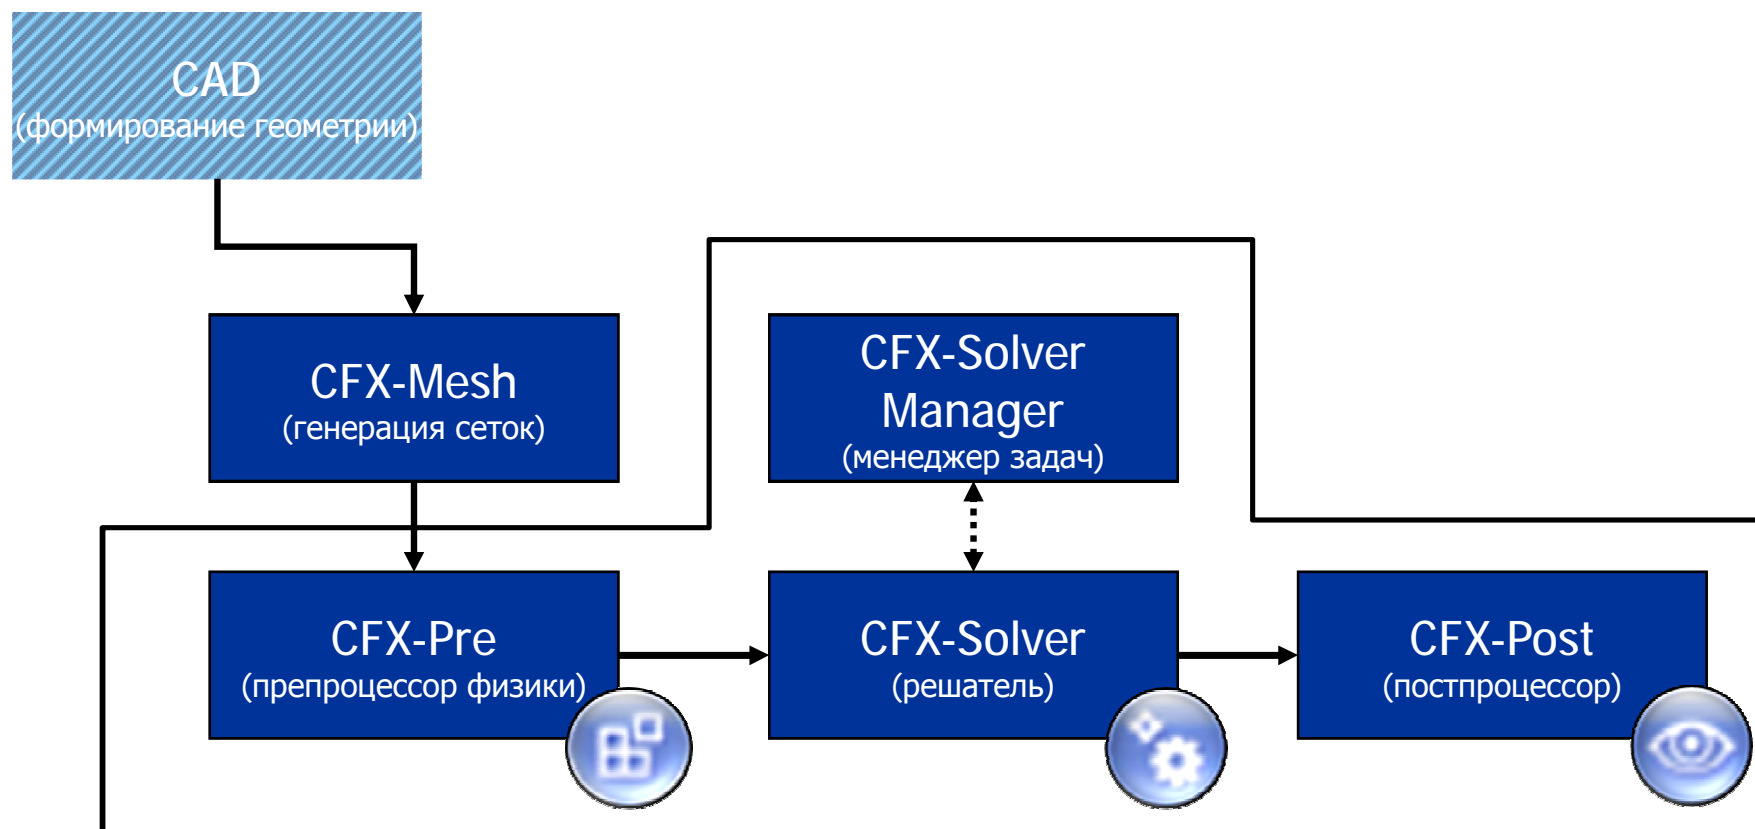 CAD
(формирование геометрии)
CFX-Mesh
(генерация сеток)
CFX-Solver
Manager
(менеджер задач)
CFX-Pre
(препроцессор физики)
CFX-Solver
(решатель)
CFX-Post
(постпроцессор)